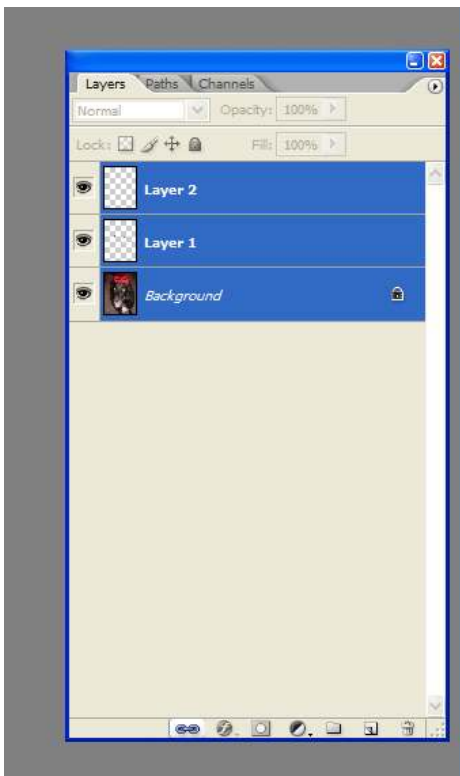 Layers Paths Channels
Normal Opacity: 100%
Lock: Fill: 100%
Layer 2
Layer 1
Background